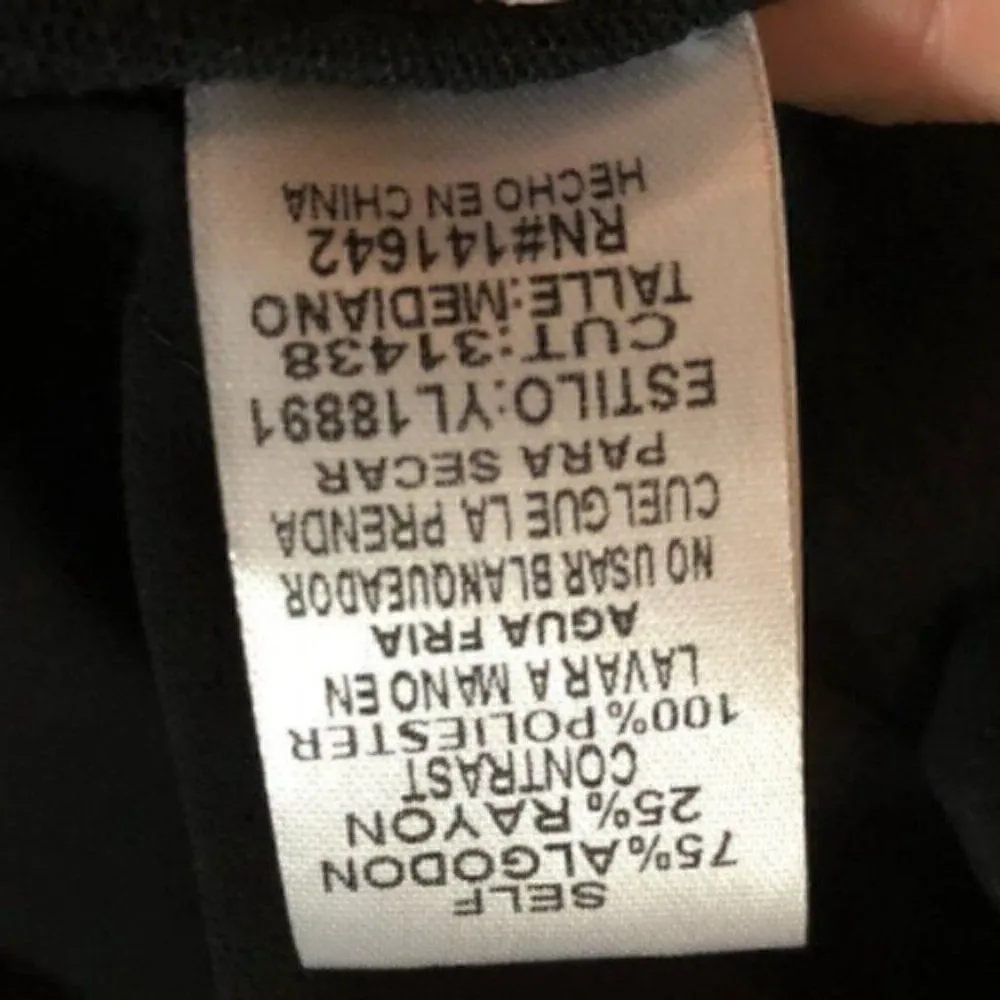 SELF
75% ALGODON
25% RAYON
CONTRAST
100% POLIESTER
LAVAR A MANO EN
AGUA FRIA
NO USAR BLANQUEADOR
CUELGUE LA PRENDA
PARA SECAR
ESTILO:YL18891
CUT:31438
TALLE:MEDIANO
RN#141642
HECHO EN CHINA